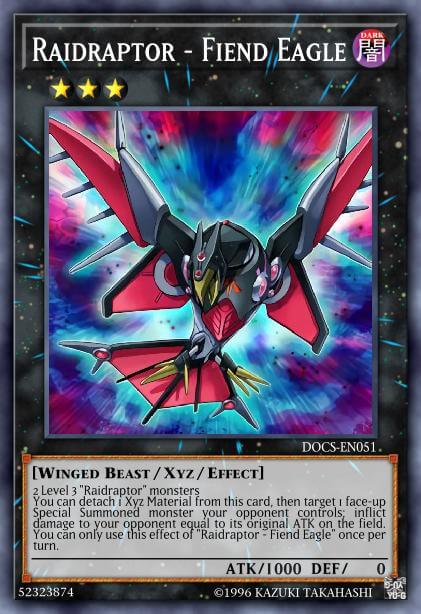 Raidraptor - Fiend Eagle
DARK
闇
DOCS-EN051
[Winged Beast / Xyz / Effect]
2 Level 3 "Raidraptor" monsters
You can detach 1 Xyz Material from this card, then target 1 face-up
Special Summoned monster your opponent controls; inflict
damage to your opponent equal to its original ATK on the field.
You can only use this effect of "Raidraptor - Fiend Eagle" once per
turn.
ATK/1000 DEF/ 0
52323874
©1996 KAZUKI TAKAHASHI